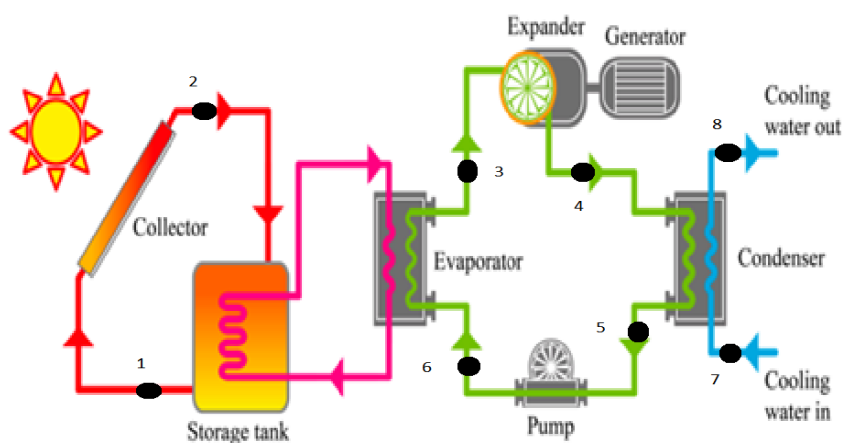 Expander
Generator
2
Cooling
water out
8
3
4
Collector
Evaporator
Condenser
1
5
6
7
Cooling
water in
Pump
Storage tank